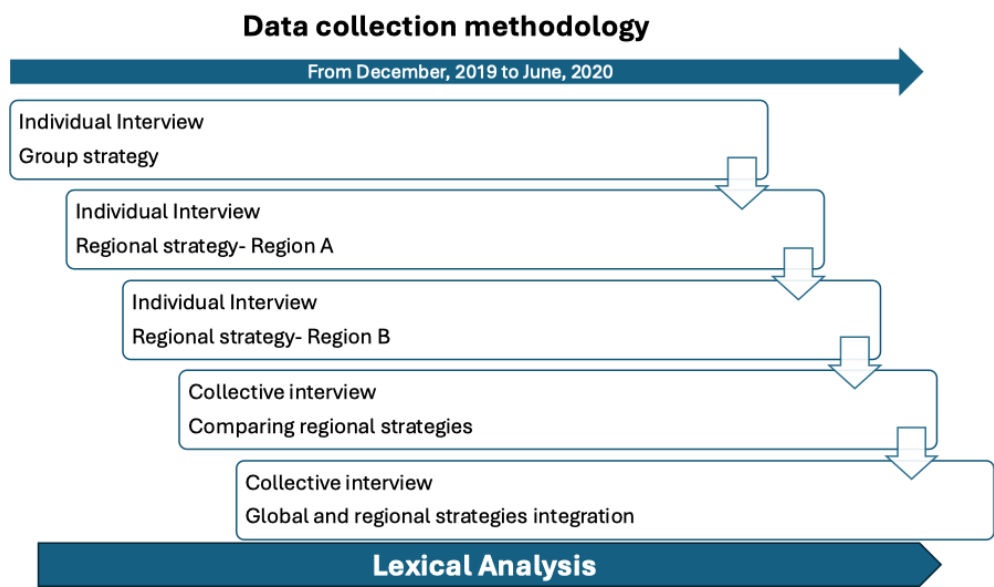 Data collection methodology
From December, 2019 to June, 2020
Individual Interview
Group strategy
Individual Interview
Regional strategy- Region A
Individual Interview
Regional strategy- Region B
Collective interview
Comparing regional strategies
Collective interview
Global and regional strategies integration
Lexical Analysis